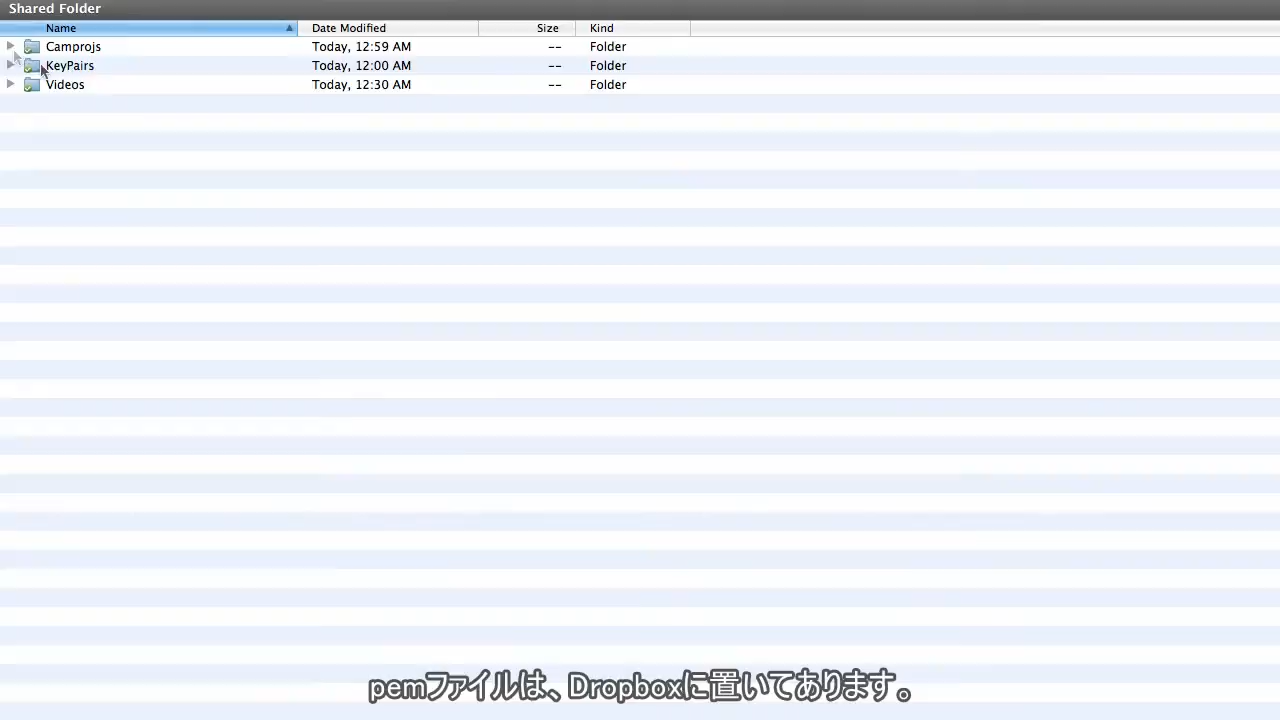 Shared Folder
Name Date Modified Size Kind
Camprojs Today, 12:59 AM -- Folder
KeyPairs Today, 12:00 AM -- Folder
Videos Today, 12:30 AM -- Folder
pemファイルは、Dropboxに置いてあります。